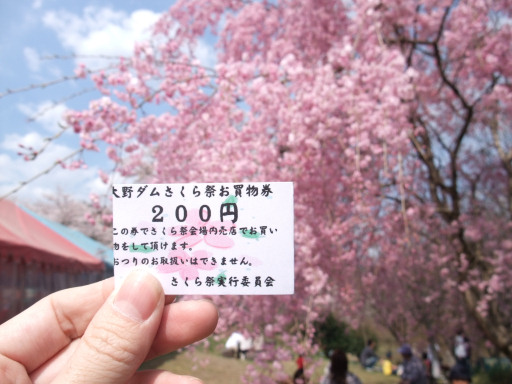 大野ダムさくら祭お買物券
200円
この券でさくら祭会場内売店でお買い
物をして頂けます。
おつりのお取扱いはできません。
さくら祭実行委員会